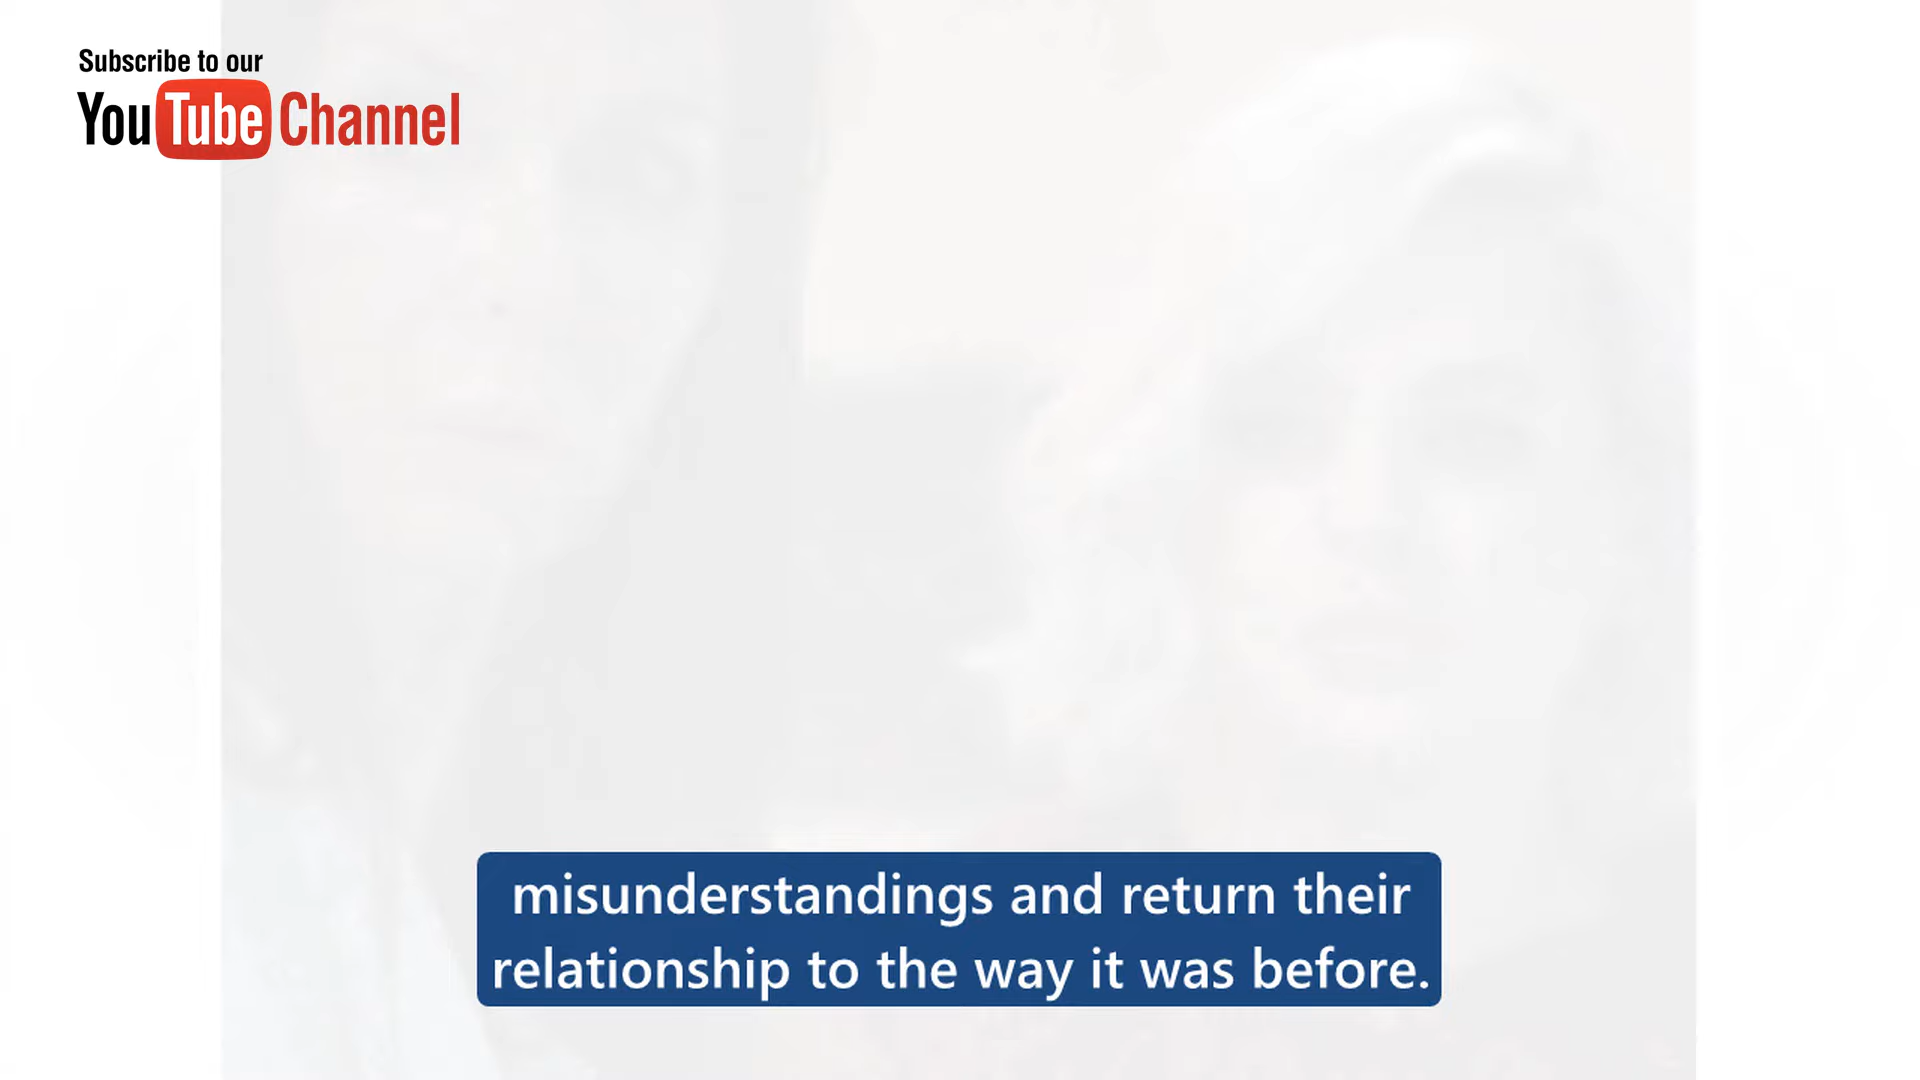 Subscribe to our
YouTube Channel
misunderstandings and return their
relationship to the way it was before.